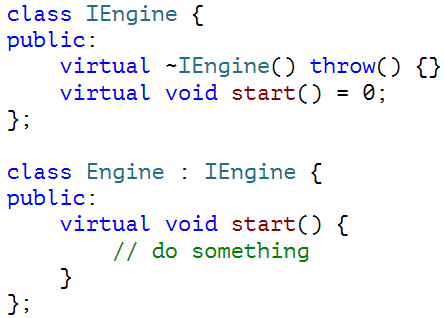 class IEngine {
public:
    virtual ~IEngine() throw() {}
    virtual void start() = 0;
};

class Engine : IEngine {
public:
    virtual void start() {
        // do something
    }
};